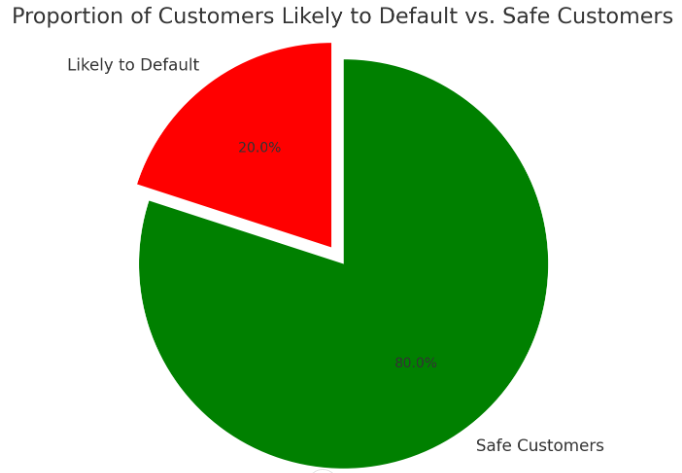 Proportion of Customers Likely to Default vs. Safe Customers
Likely to Default
20.0%
80.0%
Safe Customers